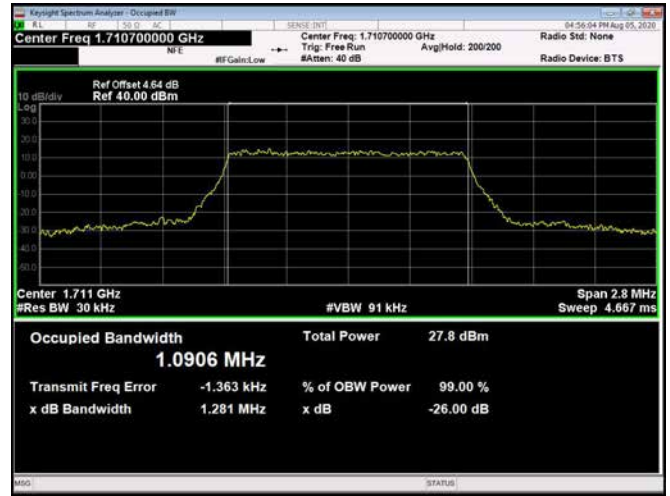 Keysight Spectrum Analyzer - Occupied BW
RL RF 50 Ω AC SENSE:INT 04:56:04 PM Aug 05, 2020
Center Freq 1.710700000 GHz Center Freq: 1.710700000 GHz Radio Std: None
NFE Trig: Free Run Avg|Hold: 200/200
#IFGain:Low #Atten: 40 dB Radio Device: BTS
Ref Offset 4.64 dB
10 dB/div Ref 40.00 dBm
Log
30.0
20.0
10.0
0.00
-10.0
-20.0
-30.0
-40.0
-50.0
Center 1.711 GHz Span 2.8 MHz
#Res BW 30 kHz #VBW 91 kHz Sweep 4.667 ms
Occupied Bandwidth Total Power 27.8 dBm
1.0906 MHz
Transmit Freq Error -1.363 kHz % of OBW Power 99.00 %
x dB Bandwidth 1.281 MHz x dB -26.00 dB
MSG STATUS